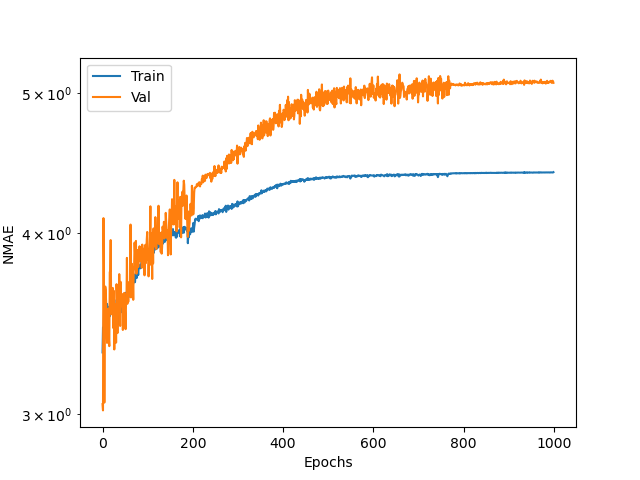 Train
Val
5 × 10⁰
4 × 10⁰
3 × 10⁰
NMAE
0 200 400 600 800 1000
Epochs